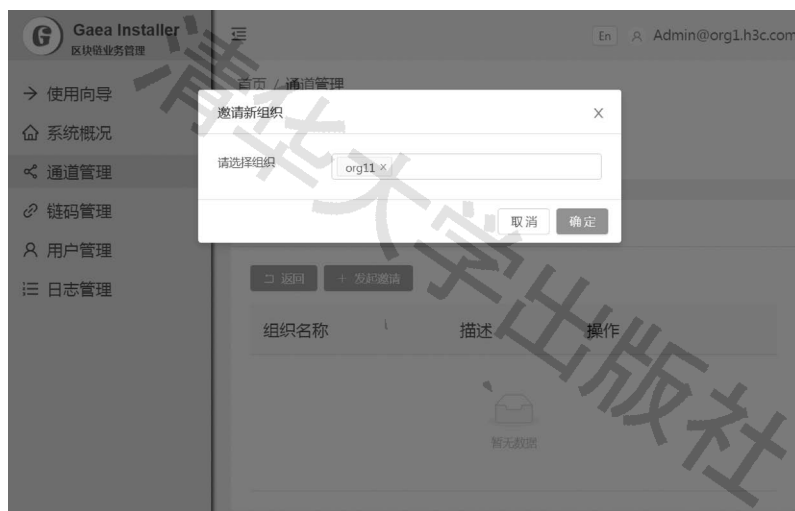 Gaea Installer
区块链业务管理
En Admin@org1.h3c.com
使用向导
系统概况
通道管理
链码管理
用户管理
日志管理
首页 / 通道管理
邀请新组织
请选择组织 org11 ×
取消 确定
返回 + 发起邀请
组织名称 描述 操作
暂无数据
清华大学出版社